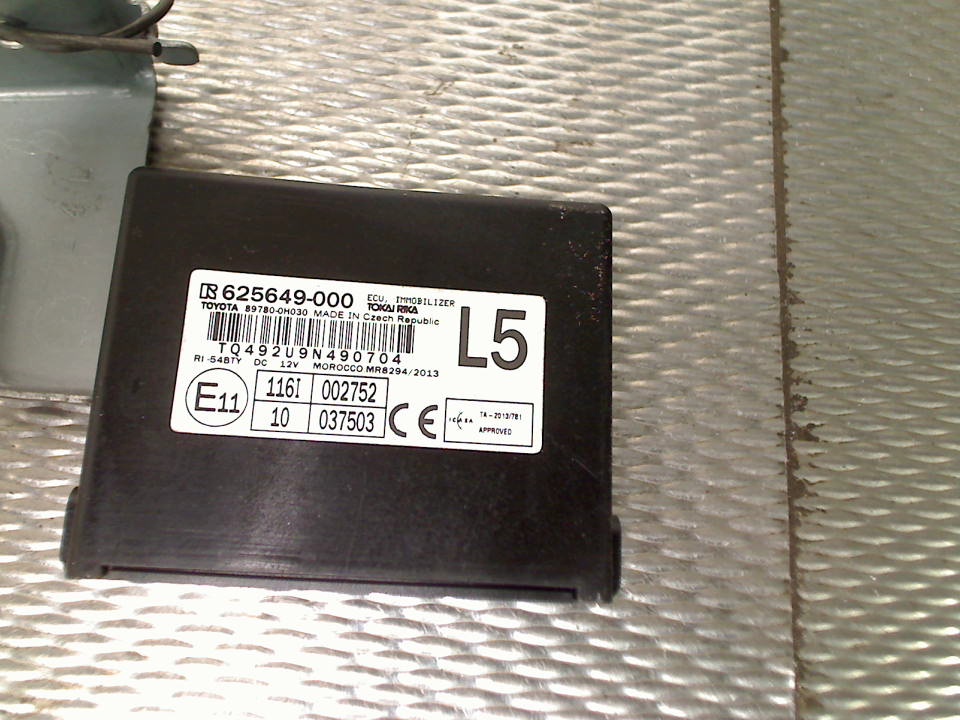 625649-000 ECU, IMMOBILIZER
TOKAI RIKA
TOYOTA 89780-0H030 MADE IN Czech Republic
L5
TQ492U9N490704
RI-54BTY DC 12V MOROCCO MR8294/2013
E11
116I 002752
10 037503
CE
ICASA TA-2013/781
APPROVED